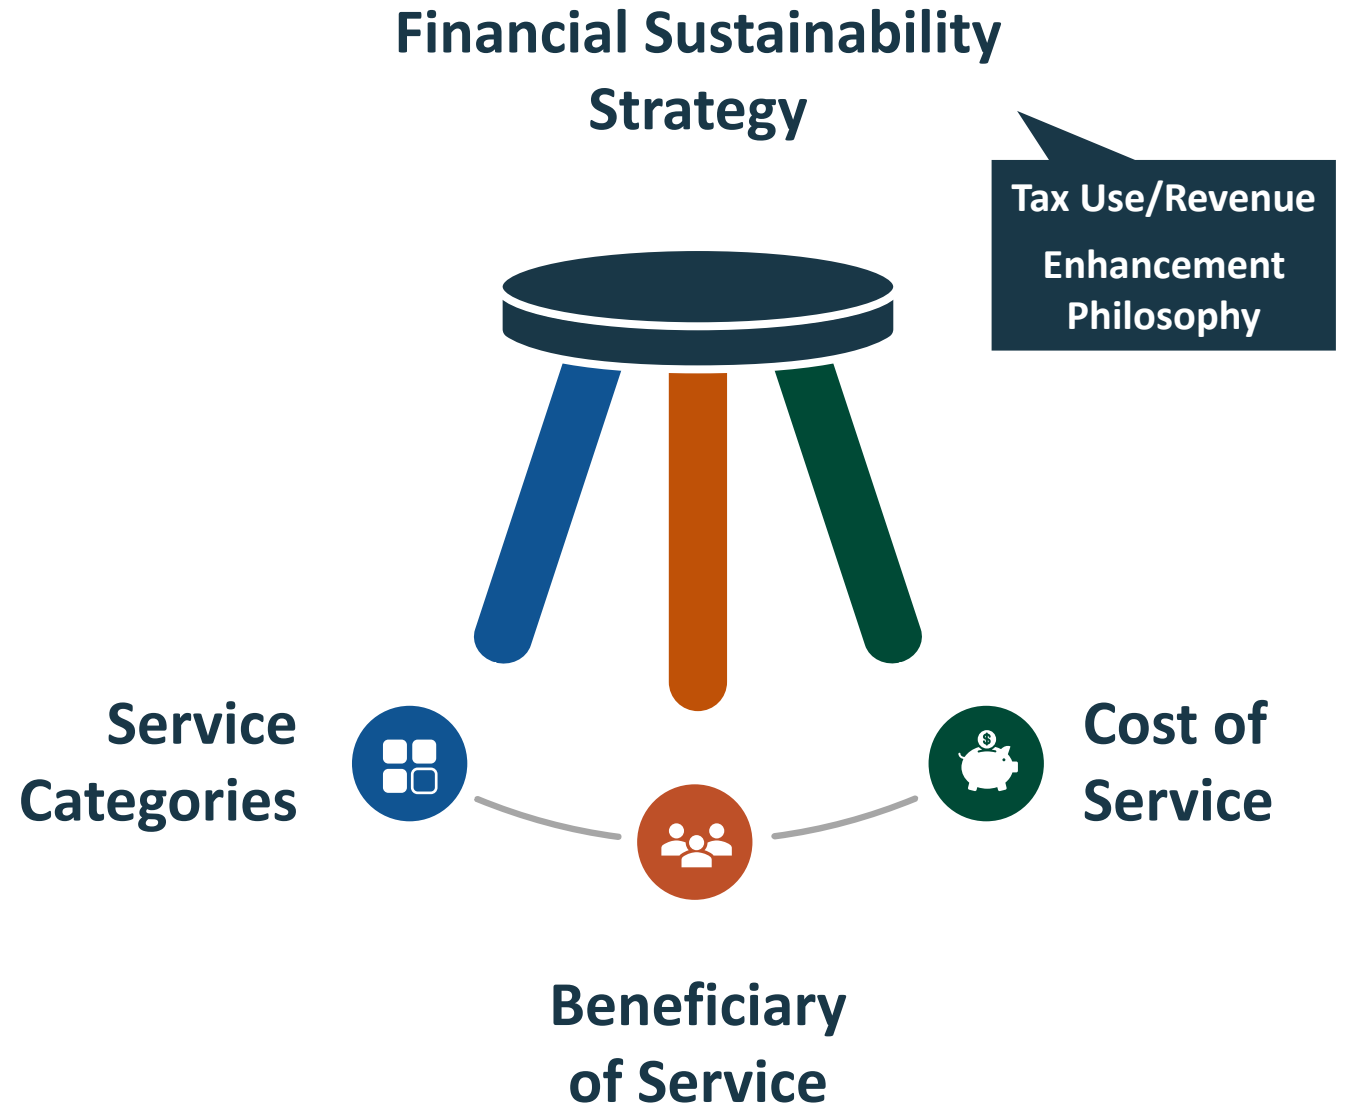 Financial Sustainability
Strategy
Tax Use/Revenue
Enhancement
Philosophy
Service
Categories
Cost of
Service
$
Beneficiary
of Service